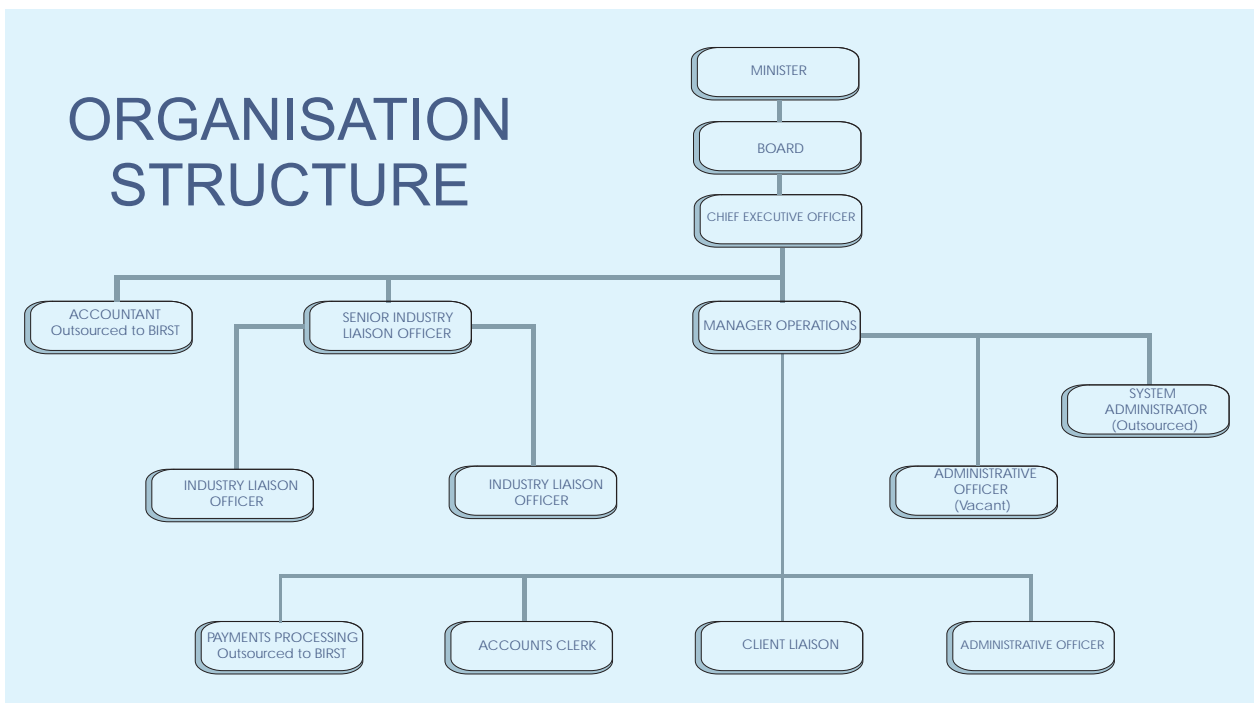 ORGANISATION
STRUCTURE
MINISTER
BOARD
CHIEF EXECUTIVE OFFICER
ACCOUNTANT
Outsourced to BIRST
SENIOR INDUSTRY
LIAISON OFFICER
MANAGER OPERATIONS
SYSTEM
ADMINISTRATOR
(Outsourced)
INDUSTRY LIAISON
OFFICER
INDUSTRY LIAISON
OFFICER
ADMINISTRATIVE
OFFICER
(Vacant)
PAYMENTS PROCESSING
Outsourced to BIRST
ACCOUNTS CLERK
CLIENT LIAISON
ADMINISTRATIVE OFFICER